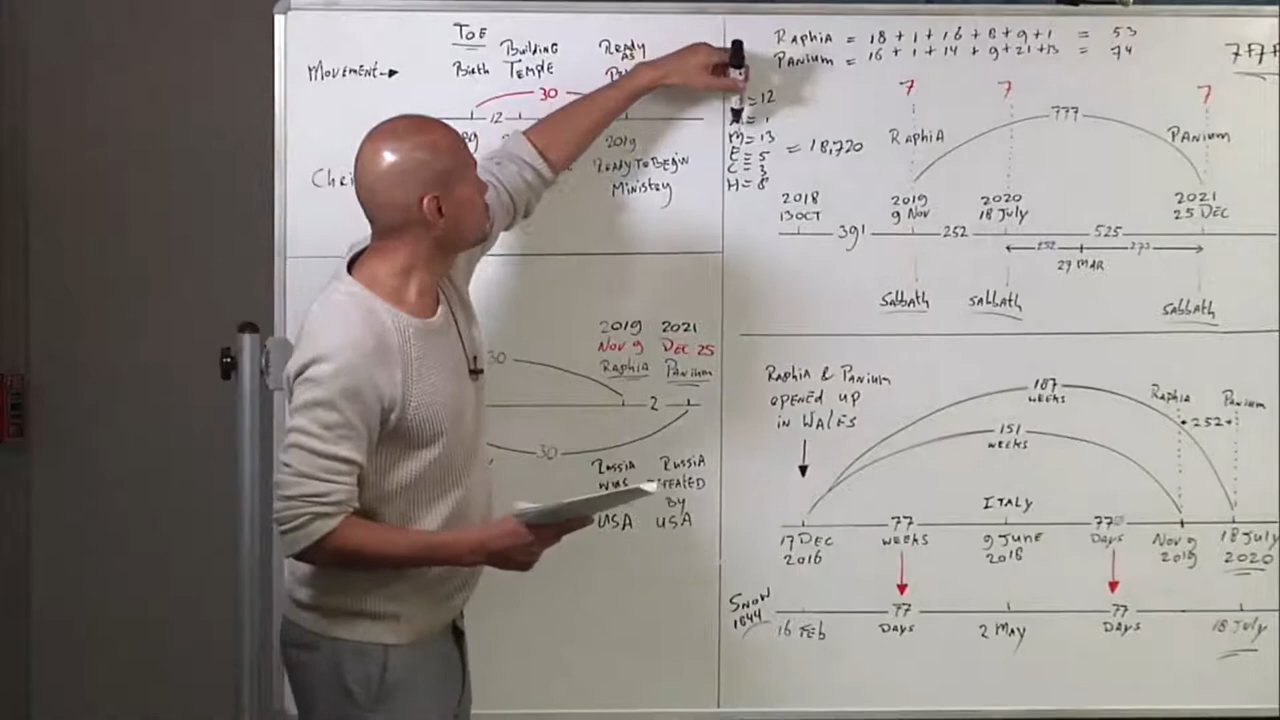 ToE
MOVEMENT
Birth
Building
TEMPLE
Ready
AS
30
12
2019
READY TO BEGIN
MINISTRY
RAPHIA = 18 + 1 + 16 + 8 + 9 + 1 = 53
PANIUM = 16 + 1 + 14 + 9 + 21 + 13 = 74
= 12
M = 13
E = 5
C = 3
H = 8
= 18,720
7
7
7
RAPHIA
777
PANIUM
2018
13 OCT
2019
9 Nov
2020
18 July
2021
25 DEC
391
252
525
252
273
27 MAR
Sabbath
Sabbath
Sabbath
2019
Nov 9
RAPHIA
2021
DEC 25
PANIUM
30
2
30
RUSSIA
WAS
USA
RUSSIA
BY
USA
RAPHIA & PANIUM
OPENED UP
IN WALES
187
WEEKS
151
WEEKS
RAPHIA
PANIUM
252
ITALY
17 DEC
2016
77
WEEKS
9 JUNE
2018
DAYS
Nov 9
2019
18 July
2020
SNOW
1844
16 Feb
77
DAYS
2 MAY
77
DAYS
18 July